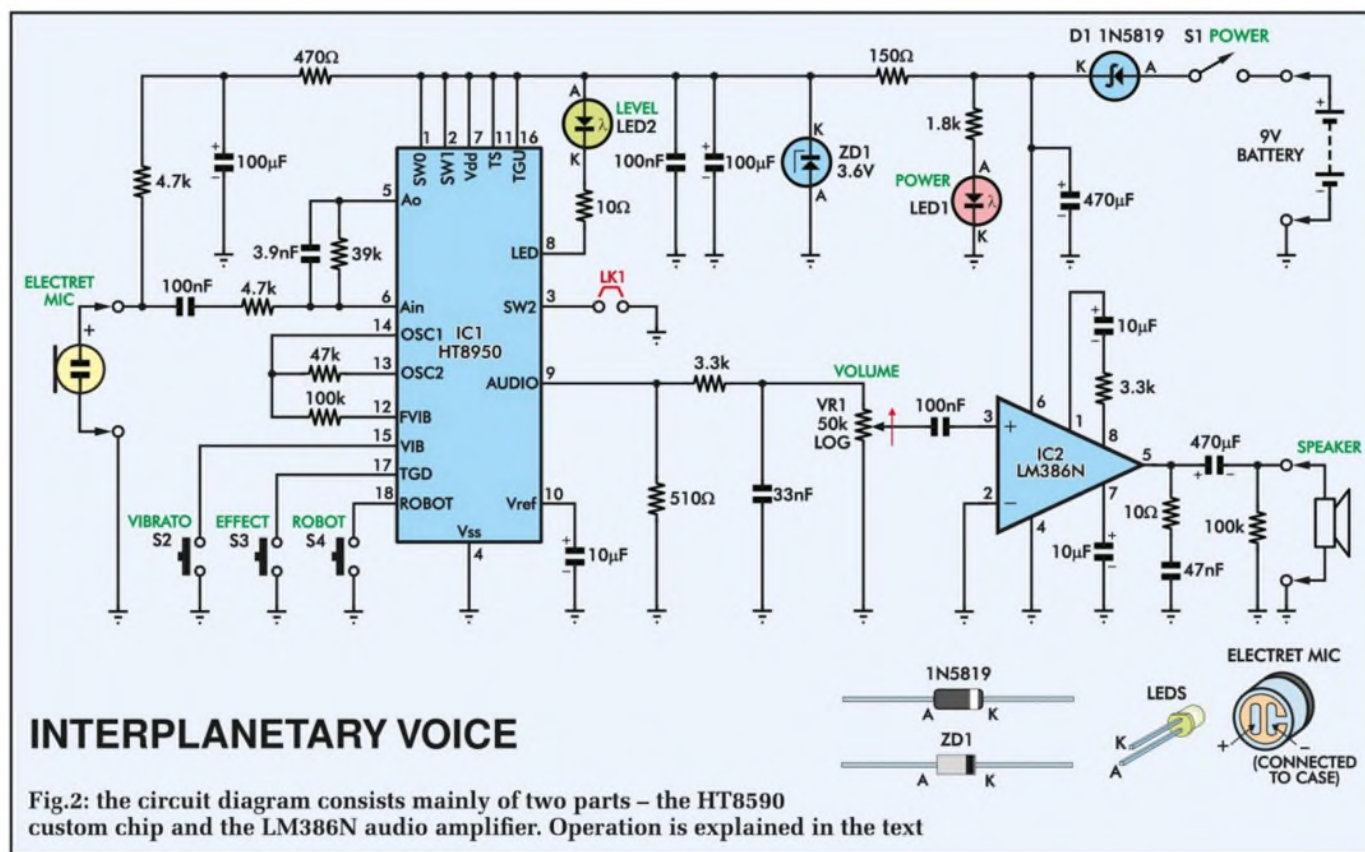 D1 1N5819
S1 POWER
470Ω
150Ω
K
A
A
LEVEL
LED2
K
1.8k
K
ZD1
3.6V
A
9V
BATTERY
+
−
1
2
7
11
16
SW0
SW1
Vdd
TS
TGU
+
100µF
−
4.7k
100nF
+
100µF
−
A
POWER
LED1
K
+
470µF
−
10Ω
5
Ao
3.9nF
39k
8
LED
ELECTRET
MIC
+
100nF
4.7k
6
Ain
3
SW2
LK1
14
OSC1
IC1
HT8950
47k
13
OSC2
100k
12
FVIB
15
VIB
17
TGD
18
ROBOT
9
AUDIO
3.3k
VOLUME
VR1
50k
LOG
100nF
+
10µF
−
3.3k
6
1
8
3
+
IC2
LM386N
2
−
4
7
5
470µF
+
−
SPEAKER
Vref
10
Vss
4
+
10µF
−
510Ω
33nF
+
10µF
−
10Ω
47nF
100k
VIBRATO
S2
EFFECT
S3
ROBOT
S4
1N5819
A
K
ZD1
A
K
LEDS
K
A
ELECTRET MIC
+
−
(CONNECTED
TO CASE)
INTERPLANETARY VOICE
Fig.2: the circuit diagram consists mainly of two parts – the HT8590
custom chip and the LM386N audio amplifier. Operation is explained in the text